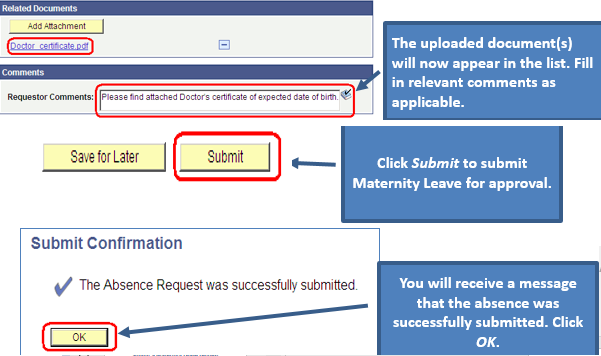 Related Documents
Add Attachment
Doctor_certificate.pdf
The uploaded document(s)
will now appear in the list. Fill
in relevant comments as
applicable.
Comments
Requestor Comments: Please find attached Doctor's certificate of expected date of birth.
Save for Later
Submit
Click Submit to submit
Maternity Leave for approval.
Submit Confirmation
The Absence Request was successfully submitted.
OK
You will receive a message
that the absence was
successfully submitted. Click
OK.